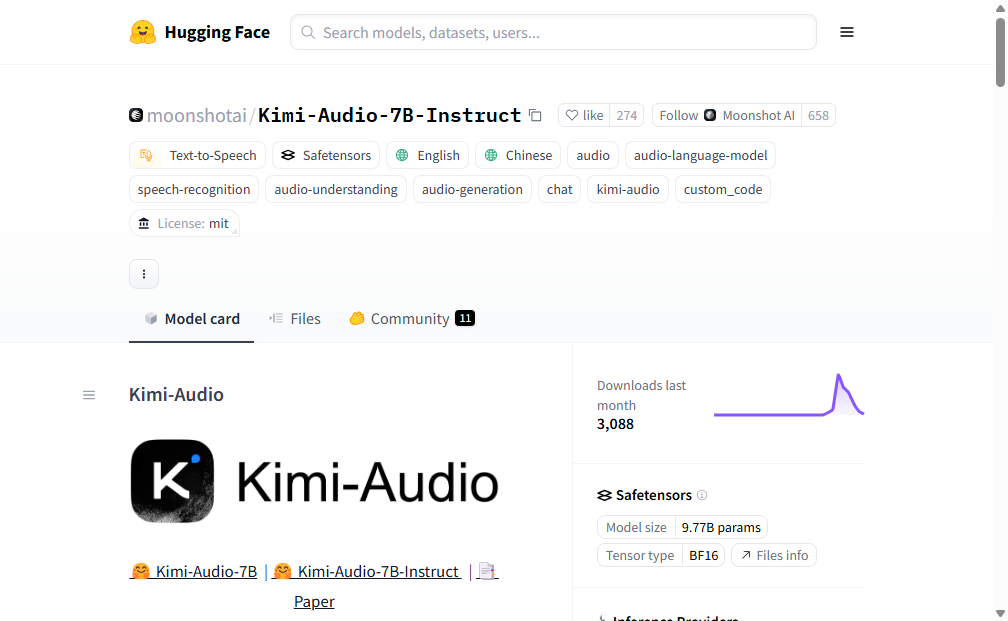 Hugging Face
Search models, datasets, users...
moonshotai/Kimi-Audio-7B-Instruct
like 274
Follow Moonshot AI 658
Text-to-Speech Safetensors English Chinese audio audio-language-model
speech-recognition audio-understanding audio-generation chat kimi-audio custom_code
License: mit
Model card Files Community 11
Kimi-Audio
K Kimi-Audio
Kimi-Audio-7B | Kimi-Audio-7B-Instruct |
Paper
Downloads last
month
3,088
Safetensors
Model size 9.77B params
Tensor type BF16 Files info
Inference Providers